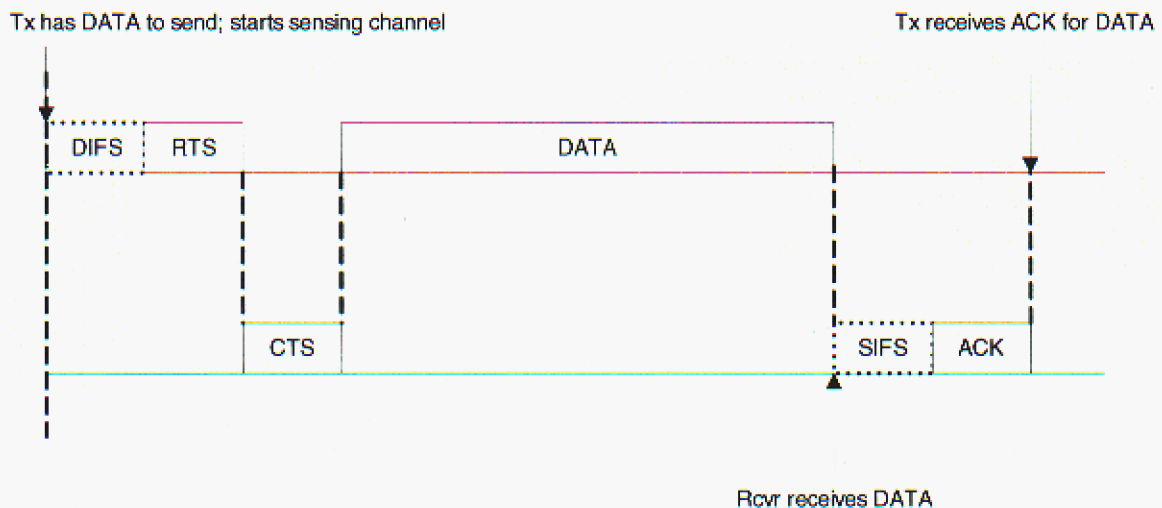 Tx has DATA to send; starts sensing channel
Tx receives ACK for DATA
DIFS
RTS
DATA
CTS
SIFS
ACK
Rcvr receives DATA